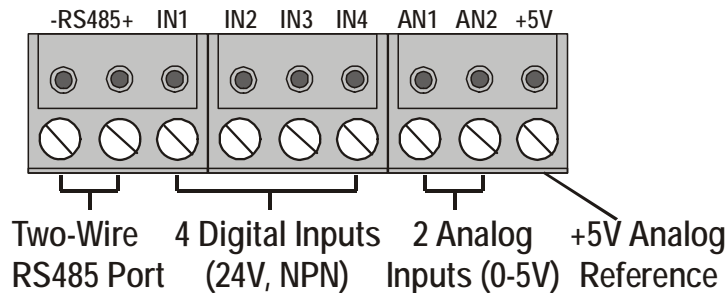 -RS485+ IN1 IN2 IN3 IN4 AN1 AN2 +5V
Two-Wire 4 Digital Inputs 2 Analog +5V Analog
RS485 Port (24V, NPN) Inputs (0-5V) Reference